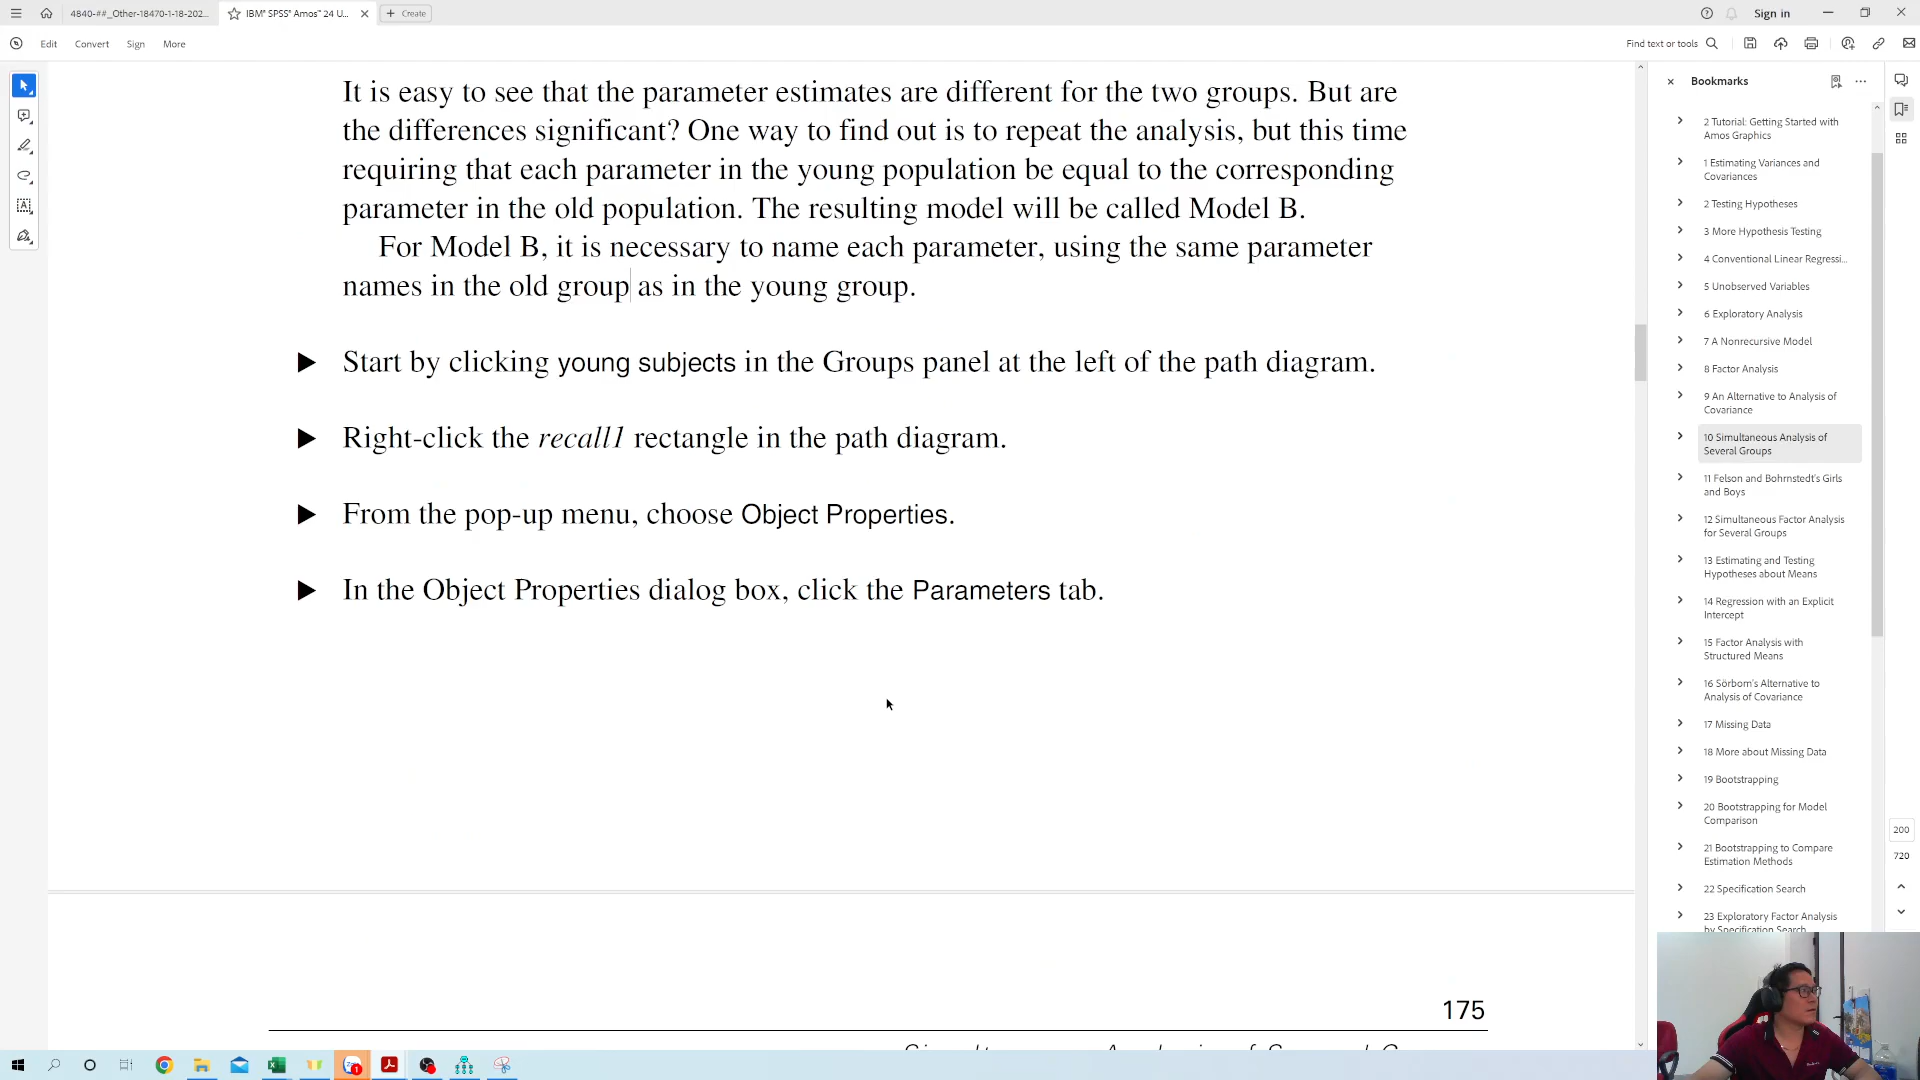 4840-##_Other-18470-1-18-202...
IBM® SPSS® Amos™ 24 U...
Create
Sign in
Edit
Convert
Sign
More
Find text or tools
It is easy to see that the parameter estimates are different for the two groups. But are
the differences significant? One way to find out is to repeat the analysis, but this time
requiring that each parameter in the young population be equal to the corresponding
parameter in the old population. The resulting model will be called Model B.
For Model B, it is necessary to name each parameter, using the same parameter
names in the old group as in the young group.
Start by clicking young subjects in the Groups panel at the left of the path diagram.
Right-click the recall1 rectangle in the path diagram.
From the pop-up menu, choose Object Properties.
In the Object Properties dialog box, click the Parameters tab.
175
Bookmarks
2 Tutorial: Getting Started with
Amos Graphics
1 Estimating Variances and
Covariances
2 Testing Hypotheses
3 More Hypothesis Testing
4 Conventional Linear Regressi...
5 Unobserved Variables
6 Exploratory Analysis
7 A Nonrecursive Model
8 Factor Analysis
9 An Alternative to Analysis of
Covariance
10 Simultaneous Analysis of
Several Groups
11 Felson and Bohrnstedt's Girls
and Boys
12 Simultaneous Factor Analysis
for Several Groups
13 Estimating and Testing
Hypotheses about Means
14 Regression with an Explicit
Intercept
15 Factor Analysis with
Structured Means
16 Sörbom's Alternative to
Analysis of Covariance
17 Missing Data
18 More about Missing Data
19 Bootstrapping
20 Bootstrapping for Model
Comparison
21 Bootstrapping to Compare
Estimation Methods
22 Specification Search
23 Exploratory Factor Analysis
by Specification Search
200
720